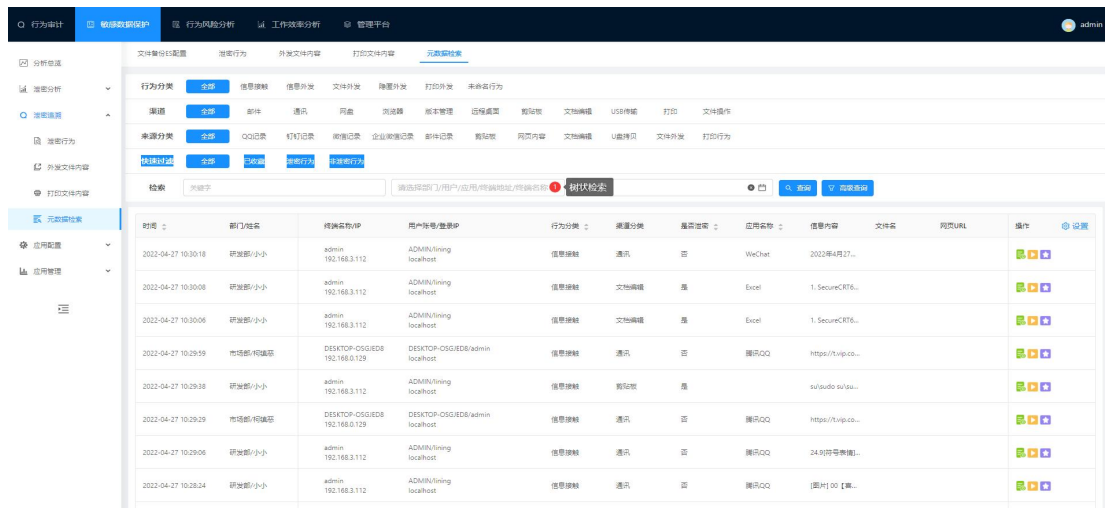 行为审计 敏感数据保护 行为风险分析 工作效率分析 管理平台 admin
文件备份ES配置 泄密行为 外发文件内容 打印文件内容 元数据检索
分析总览
泄密分析
泄密追溯
泄密行为
外发文件内容
打印文件内容
元数据检索
应用配置
应用管理
行为分类 全部 信息接触 信息外发 文件外发 隐匿外发 打印外发 未命名行为
渠道 全部 邮件 通讯 网盘 浏览器 版本管理 远程桌面 剪贴板 文档编辑 USB传输 打印 文件操作
来源分类 全部 QQ记录 钉钉记录 微信记录 企业微信记录 邮件记录 剪贴板 网页内容 文档编辑 U盘拷贝 文件外发 打印行为
快速过滤 全部 已收藏 泄密行为 非泄密行为
检索 关键字 请选择部门/用户/应用/终端地址/终端名称 1 树状检索 查询 高级查询
时间 部门/姓名 终端名称/IP 用户账号/登录IP 行为分类 渠道分类 是否泄密 应用名称 信息内容 文件名 网页URL 操作 设置
2022-04-27 10:30:18 研发部/小小 admin 192.168.3.112 ADMIN/lining localhost 信息接触 通讯 否 WeChat 2022年4月27...
2022-04-27 10:30:08 研发部/小小 admin 192.168.3.112 ADMIN/lining localhost 信息接触 文档编辑 是 Excel 1. SecureCRT6...
2022-04-27 10:30:06 研发部/小小 admin 192.168.3.112 ADMIN/lining localhost 信息接触 文档编辑 是 Excel 1. SecureCRT6...
2022-04-27 10:29:59 市场部/柯镇恶 DESKTOP-OSGJED8 192.168.0.129 DESKTOP-OSGJED8/admin localhost 信息接触 通讯 否 腾讯QQ https://t.vip.co...
2022-04-27 10:29:38 研发部/小小 admin 192.168.3.112 ADMIN/lining localhost 信息接触 剪贴板 是 su\sudo su\su...
2022-04-27 10:29:29 市场部/柯镇恶 DESKTOP-OSGJED8 192.168.0.129 DESKTOP-OSGJED8/admin localhost 信息接触 通讯 否 腾讯QQ https://t.vip.co...
2022-04-27 10:29:06 研发部/小小 admin 192.168.3.112 ADMIN/lining localhost 信息接触 通讯 否 腾讯QQ 24.9[符号表情]...
2022-04-27 10:28:24 研发部/小小 admin 192.168.3.112 ADMIN/lining localhost 信息接触 通讯 否 腾讯QQ [图片] 00【喜...